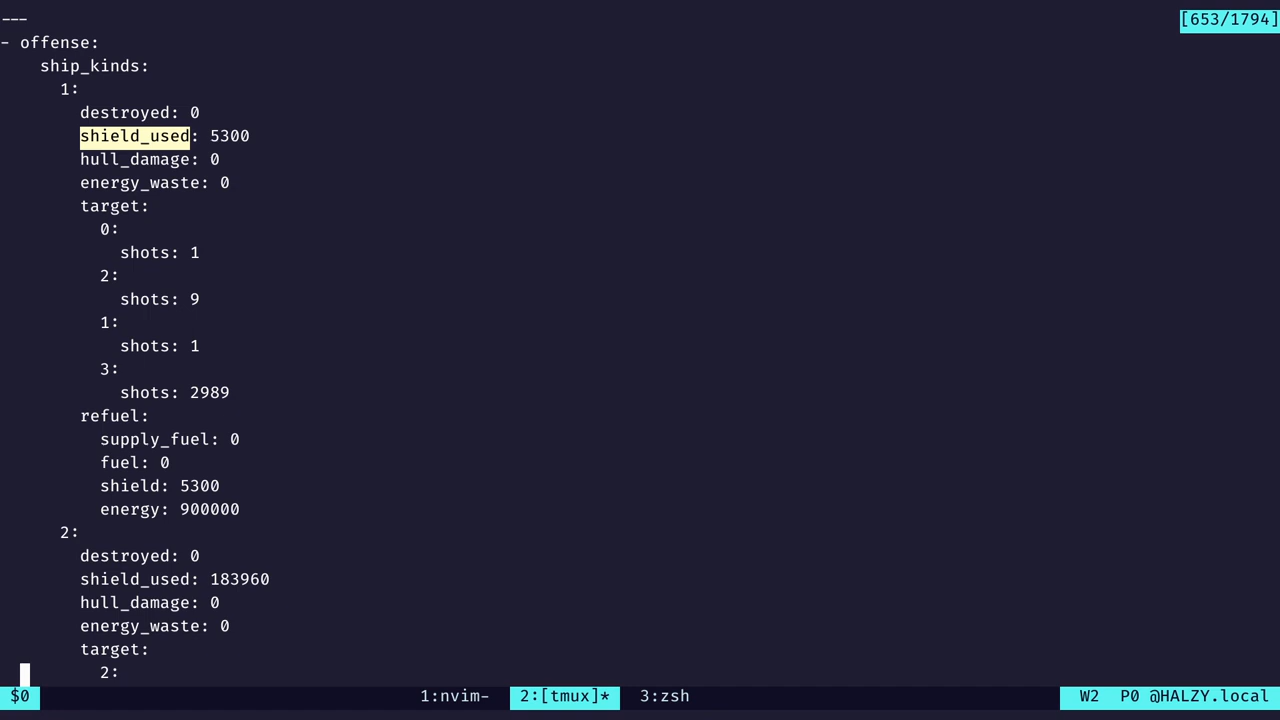 --- [653/1794]
- offense:
ship_kinds:
1:
destroyed: 0
shield_used: 5300
hull_damage: 0
energy_waste: 0
target:
0:
shots: 1
2:
shots: 9
1:
shots: 1
3:
shots: 2989
refuel:
supply_fuel: 0
fuel: 0
shield: 5300
energy: 900000
2:
destroyed: 0
shield_used: 183960
hull_damage: 0
energy_waste: 0
target:
2:
$0 1:nvim- 2:[tmux]* 3:zsh W2 P0 @HALZY.local